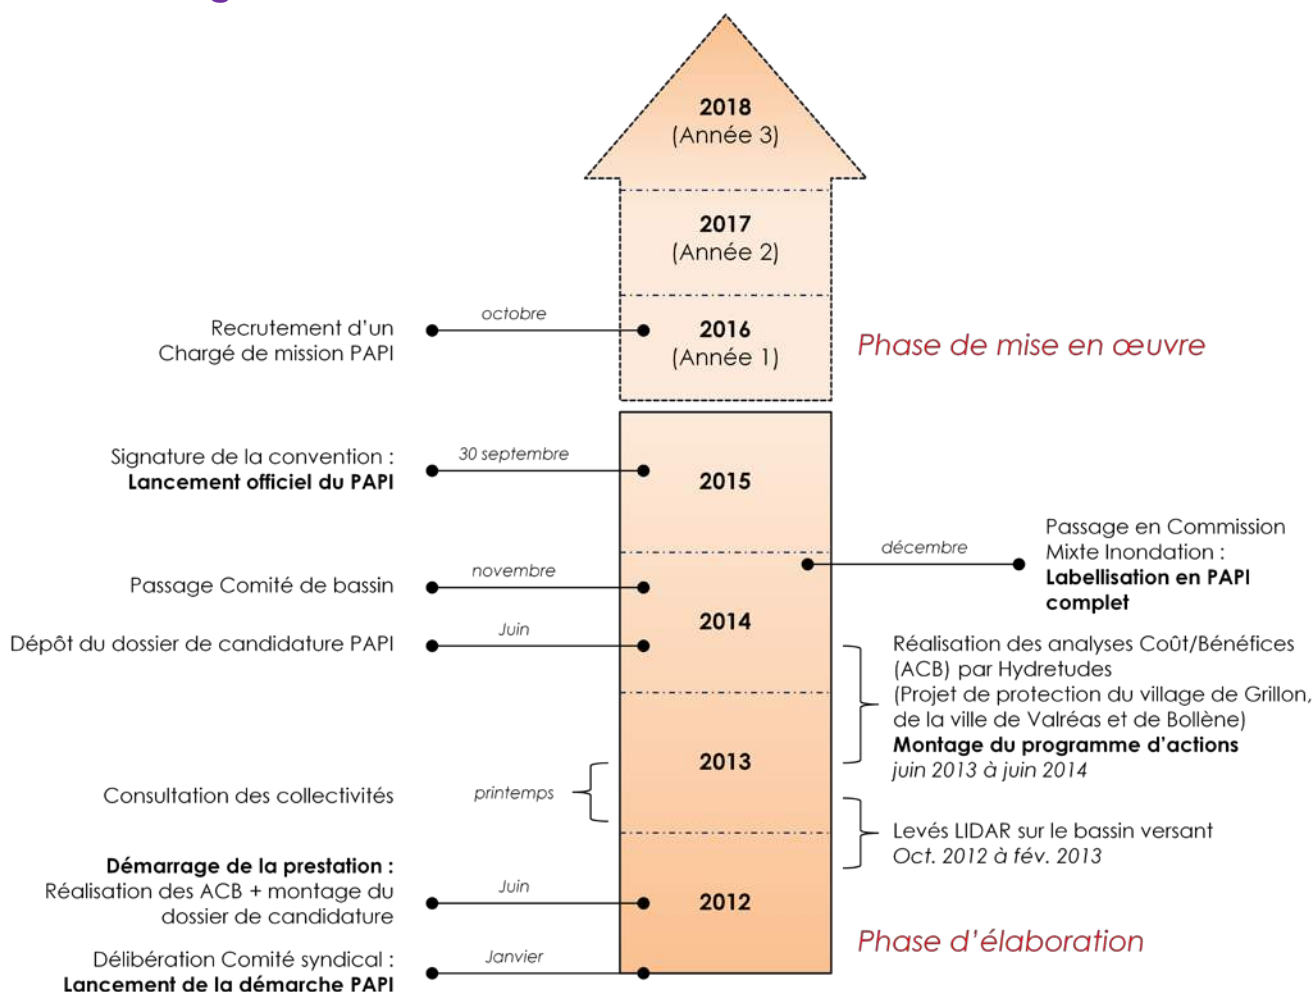 2018
(Année 3)
2017
(Année 2)
octobre
Recrutement d’un
Chargé de mission PAPI
2016
(Année 1)
Phase de mise en œuvre
30 septembre
Signature de la convention :
Lancement officiel du PAPI
2015
décembre
Passage en Commission
Mixte Inondation :
Labellisation en PAPI
complet
novembre
Passage Comité de bassin
2014
Juin
Dépôt du dossier de candidature PAPI
Réalisation des analyses Coût/Bénéfices
(ACB) par Hydretudes
(Projet de protection du village de Grillon,
de la ville de Valréas et de Bollène)
Montage du programme d’actions
juin 2013 à juin 2014
2013
printemps
Consultation des collectivités
Levés LIDAR sur le bassin versant
Oct. 2012 à fév. 2013
Démarrage de la prestation :
Réalisation des ACB + montage du
dossier de candidature
Juin
2012
Phase d’élaboration
Janvier
Délibération Comité syndical :
Lancement de la démarche PAPI